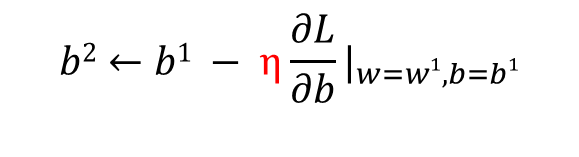 b² ← b¹ − η ∂L/∂b |w=w¹,b=b¹